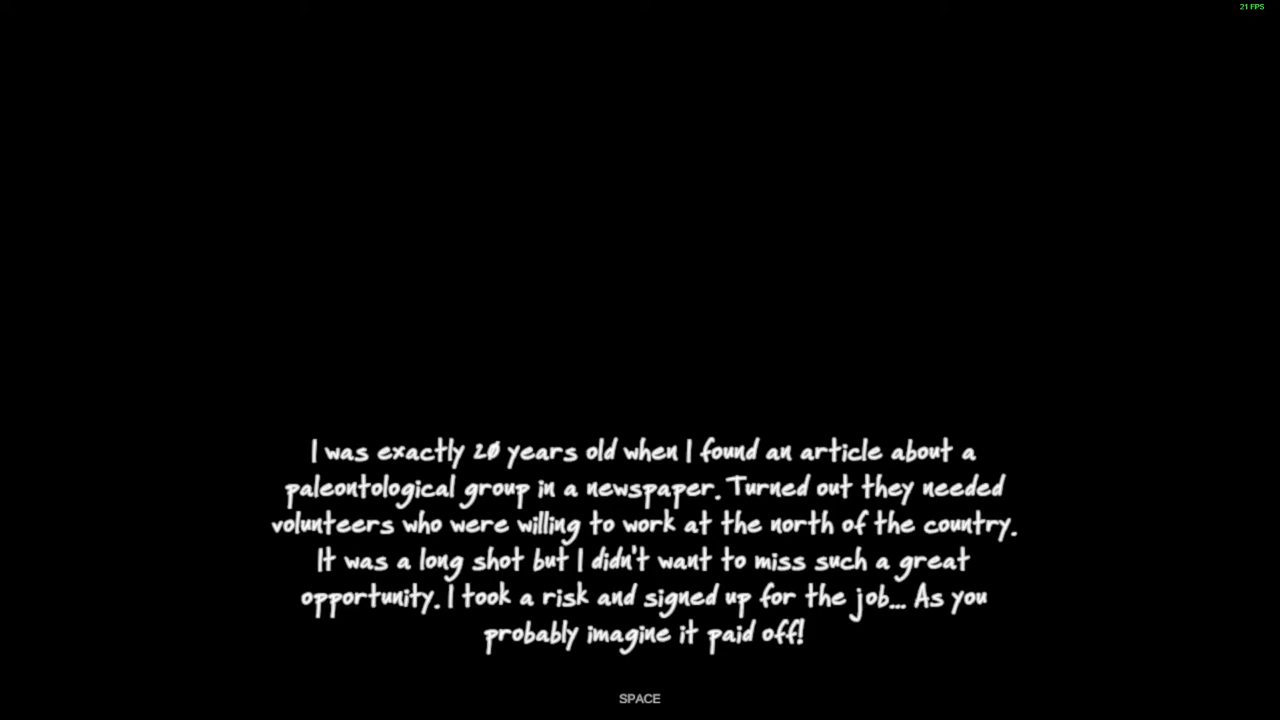 21 FPS
I was exactly 20 years old when I found an article about a
paleontological group in a newspaper. Turned out they needed
volunteers who were willing to work at the north of the country.
It was a long shot but I didn't want to miss such a great
opportunity. I took a risk and signed up for the job... As you
probably imagine it paid off!
SPACE